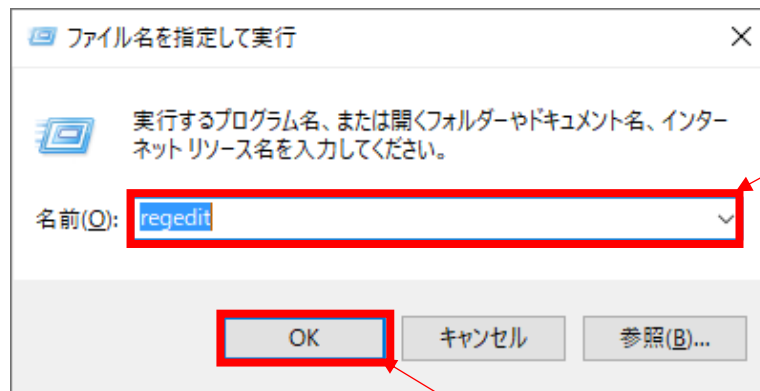 ファイル名を指定して実行
実行するプログラム名、または開くフォルダーやドキュメント名、インター
ネット リソース名を入力してください。
名前(O): regedit
OK キャンセル 参照(B)...